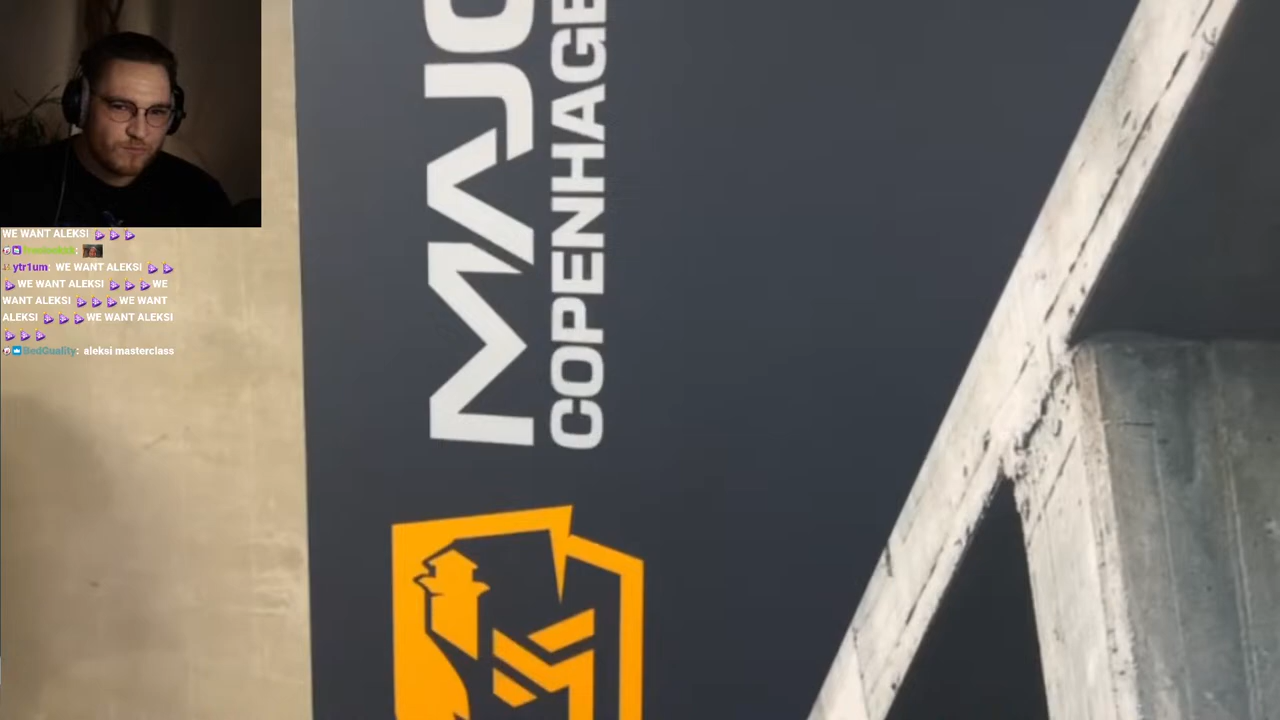 WE WANT ALEKSI
ytr1um: WE WANT ALEKSI
WE WANT ALEKSI WE
WANT ALEKSI WE WANT
ALEKSI WE WANT ALEKSI
BedGuality: aleksi masterclass
MAJO
COPENHAGE